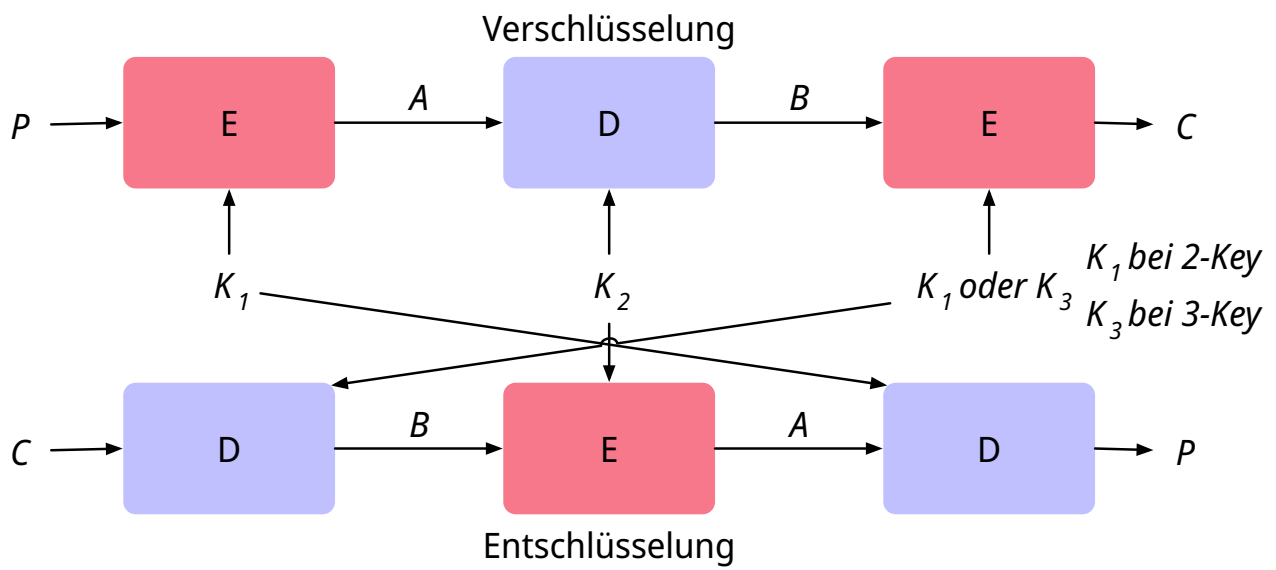 Verschlüsselung
P E A D B E C
K1 K2 K1 oder K3
K1 bei 2-Key
K3 bei 3-Key
C D B E A D P
Entschlüsselung